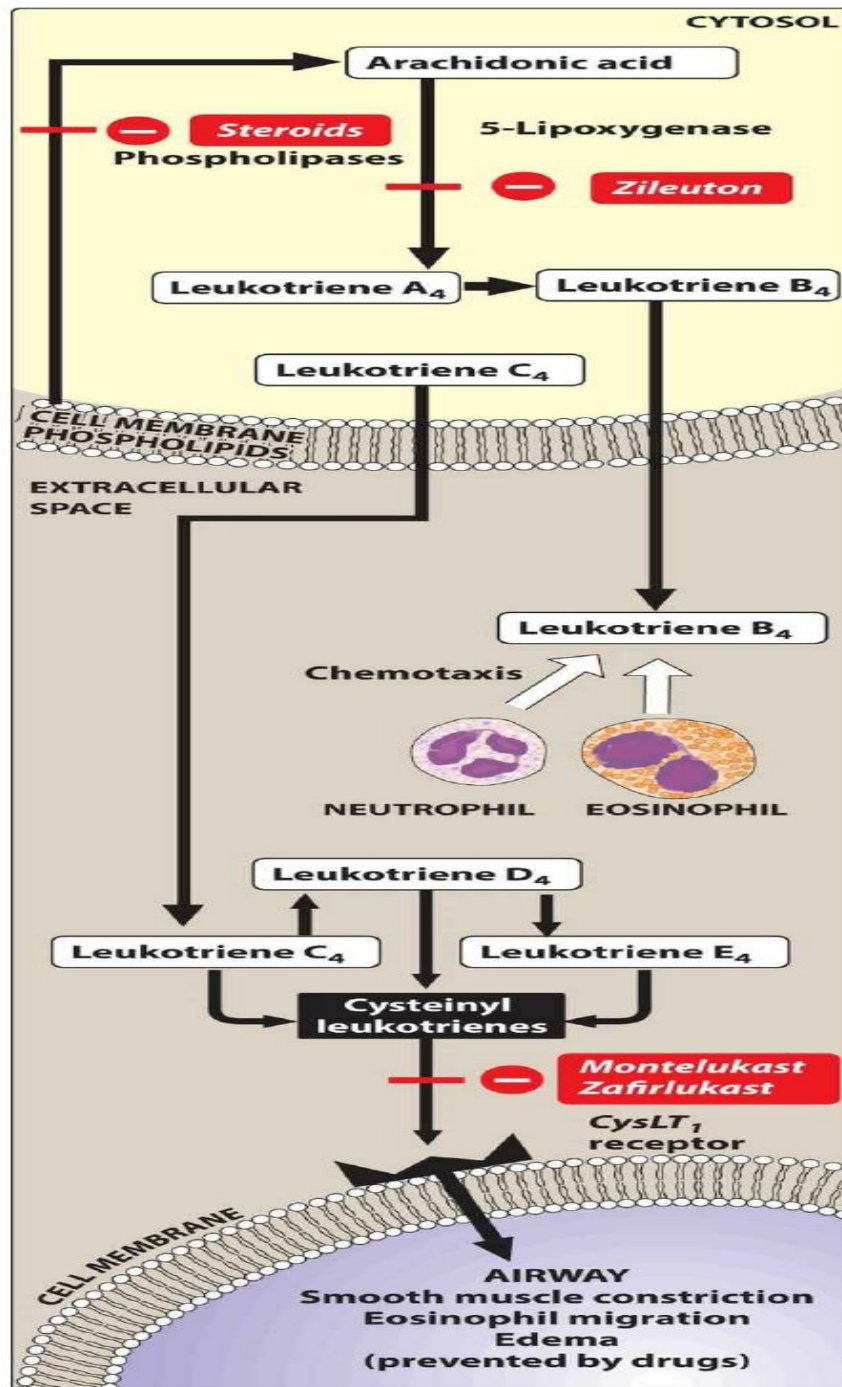 CYTOSOL
Arachidonic acid
Steroids
Phospholipases
5-Lipoxygenase
Zileuton
Leukotriene A₄
Leukotriene B₄
Leukotriene C₄
CELL MEMBRANE
PHOSPHOLIPIDS
EXTRACELLULAR
SPACE
Leukotriene B₄
Chemotaxis
NEUTROPHIL
EOSINOPHIL
Leukotriene D₄
Leukotriene C₄
Leukotriene E₄
Cysteinyl
leukotrienes
Montelukast
Zafirlukast
CysLT₁
receptor
CELL MEMBRANE
AIRWAY
Smooth muscle constriction
Eosinophil migration
Edema
(prevented by drugs)